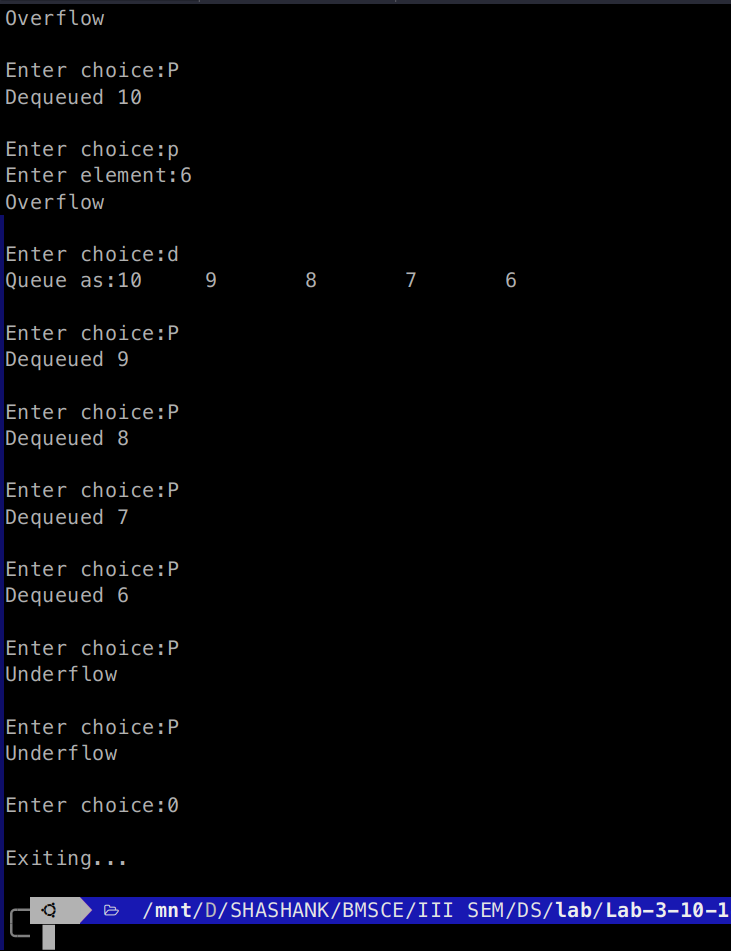 Overflow
Enter choice:P
Dequeued 10
Enter choice:p
Enter element:6
Overflow
Enter choice:d
Queue as:10 9 8 7 6
Enter choice:P
Dequeued 9
Enter choice:P
Dequeued 8
Enter choice:P
Dequeued 7
Enter choice:P
Dequeued 6
Enter choice:P
Underflow
Enter choice:P
Underflow
Enter choice:0
Exiting...
/mnt/D/SHASHANK/BMSCE/III SEM/DS/lab/Lab-3-10-1